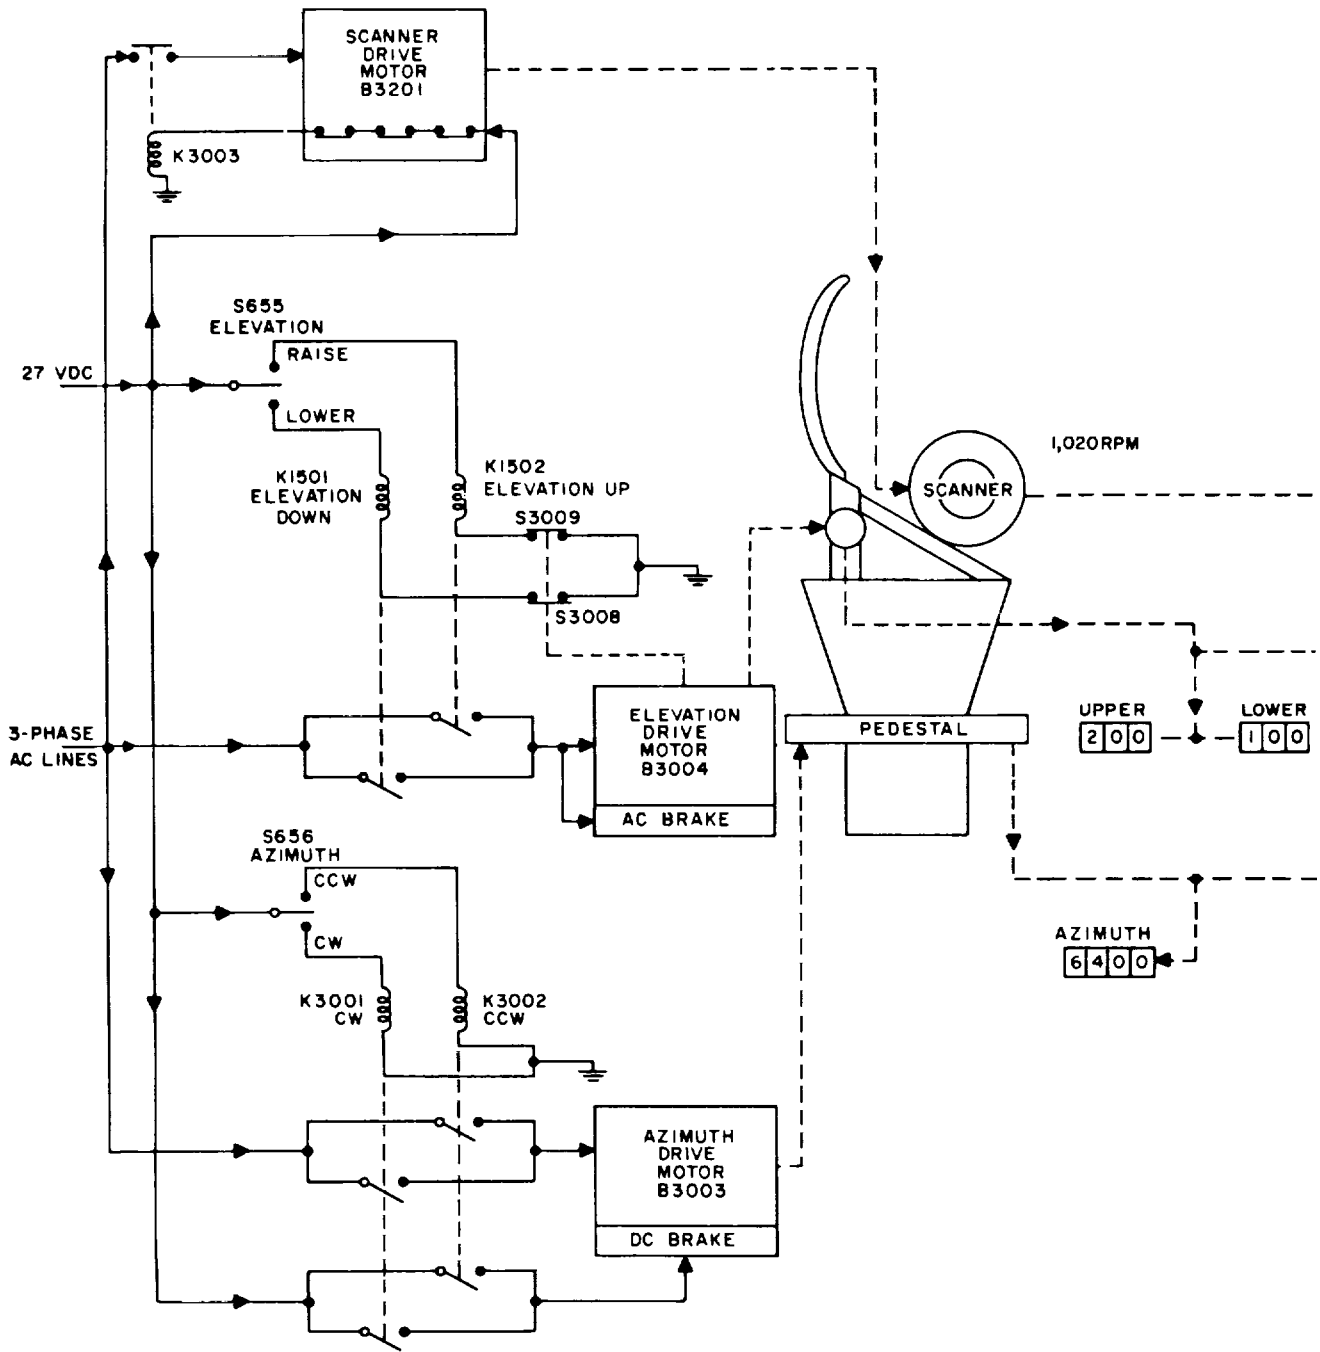 SCANNER
DRIVE
MOTOR
B3201
K3003
S655
ELEVATION
RAISE
27 VDC
LOWER
K1501
ELEVATION
DOWN
K1502
ELEVATION UP
S3009
S3008
1,020 RPM
SCANNER
3-PHASE
AC LINES
ELEVATION
DRIVE
MOTOR
B3004
AC BRAKE
PEDESTAL
UPPER
200
LOWER
100
S656
AZIMUTH
CCW
CW
AZIMUTH
6400
K3001
CW
K3002
CCW
AZIMUTH
DRIVE
MOTOR
B3003
DC BRAKE